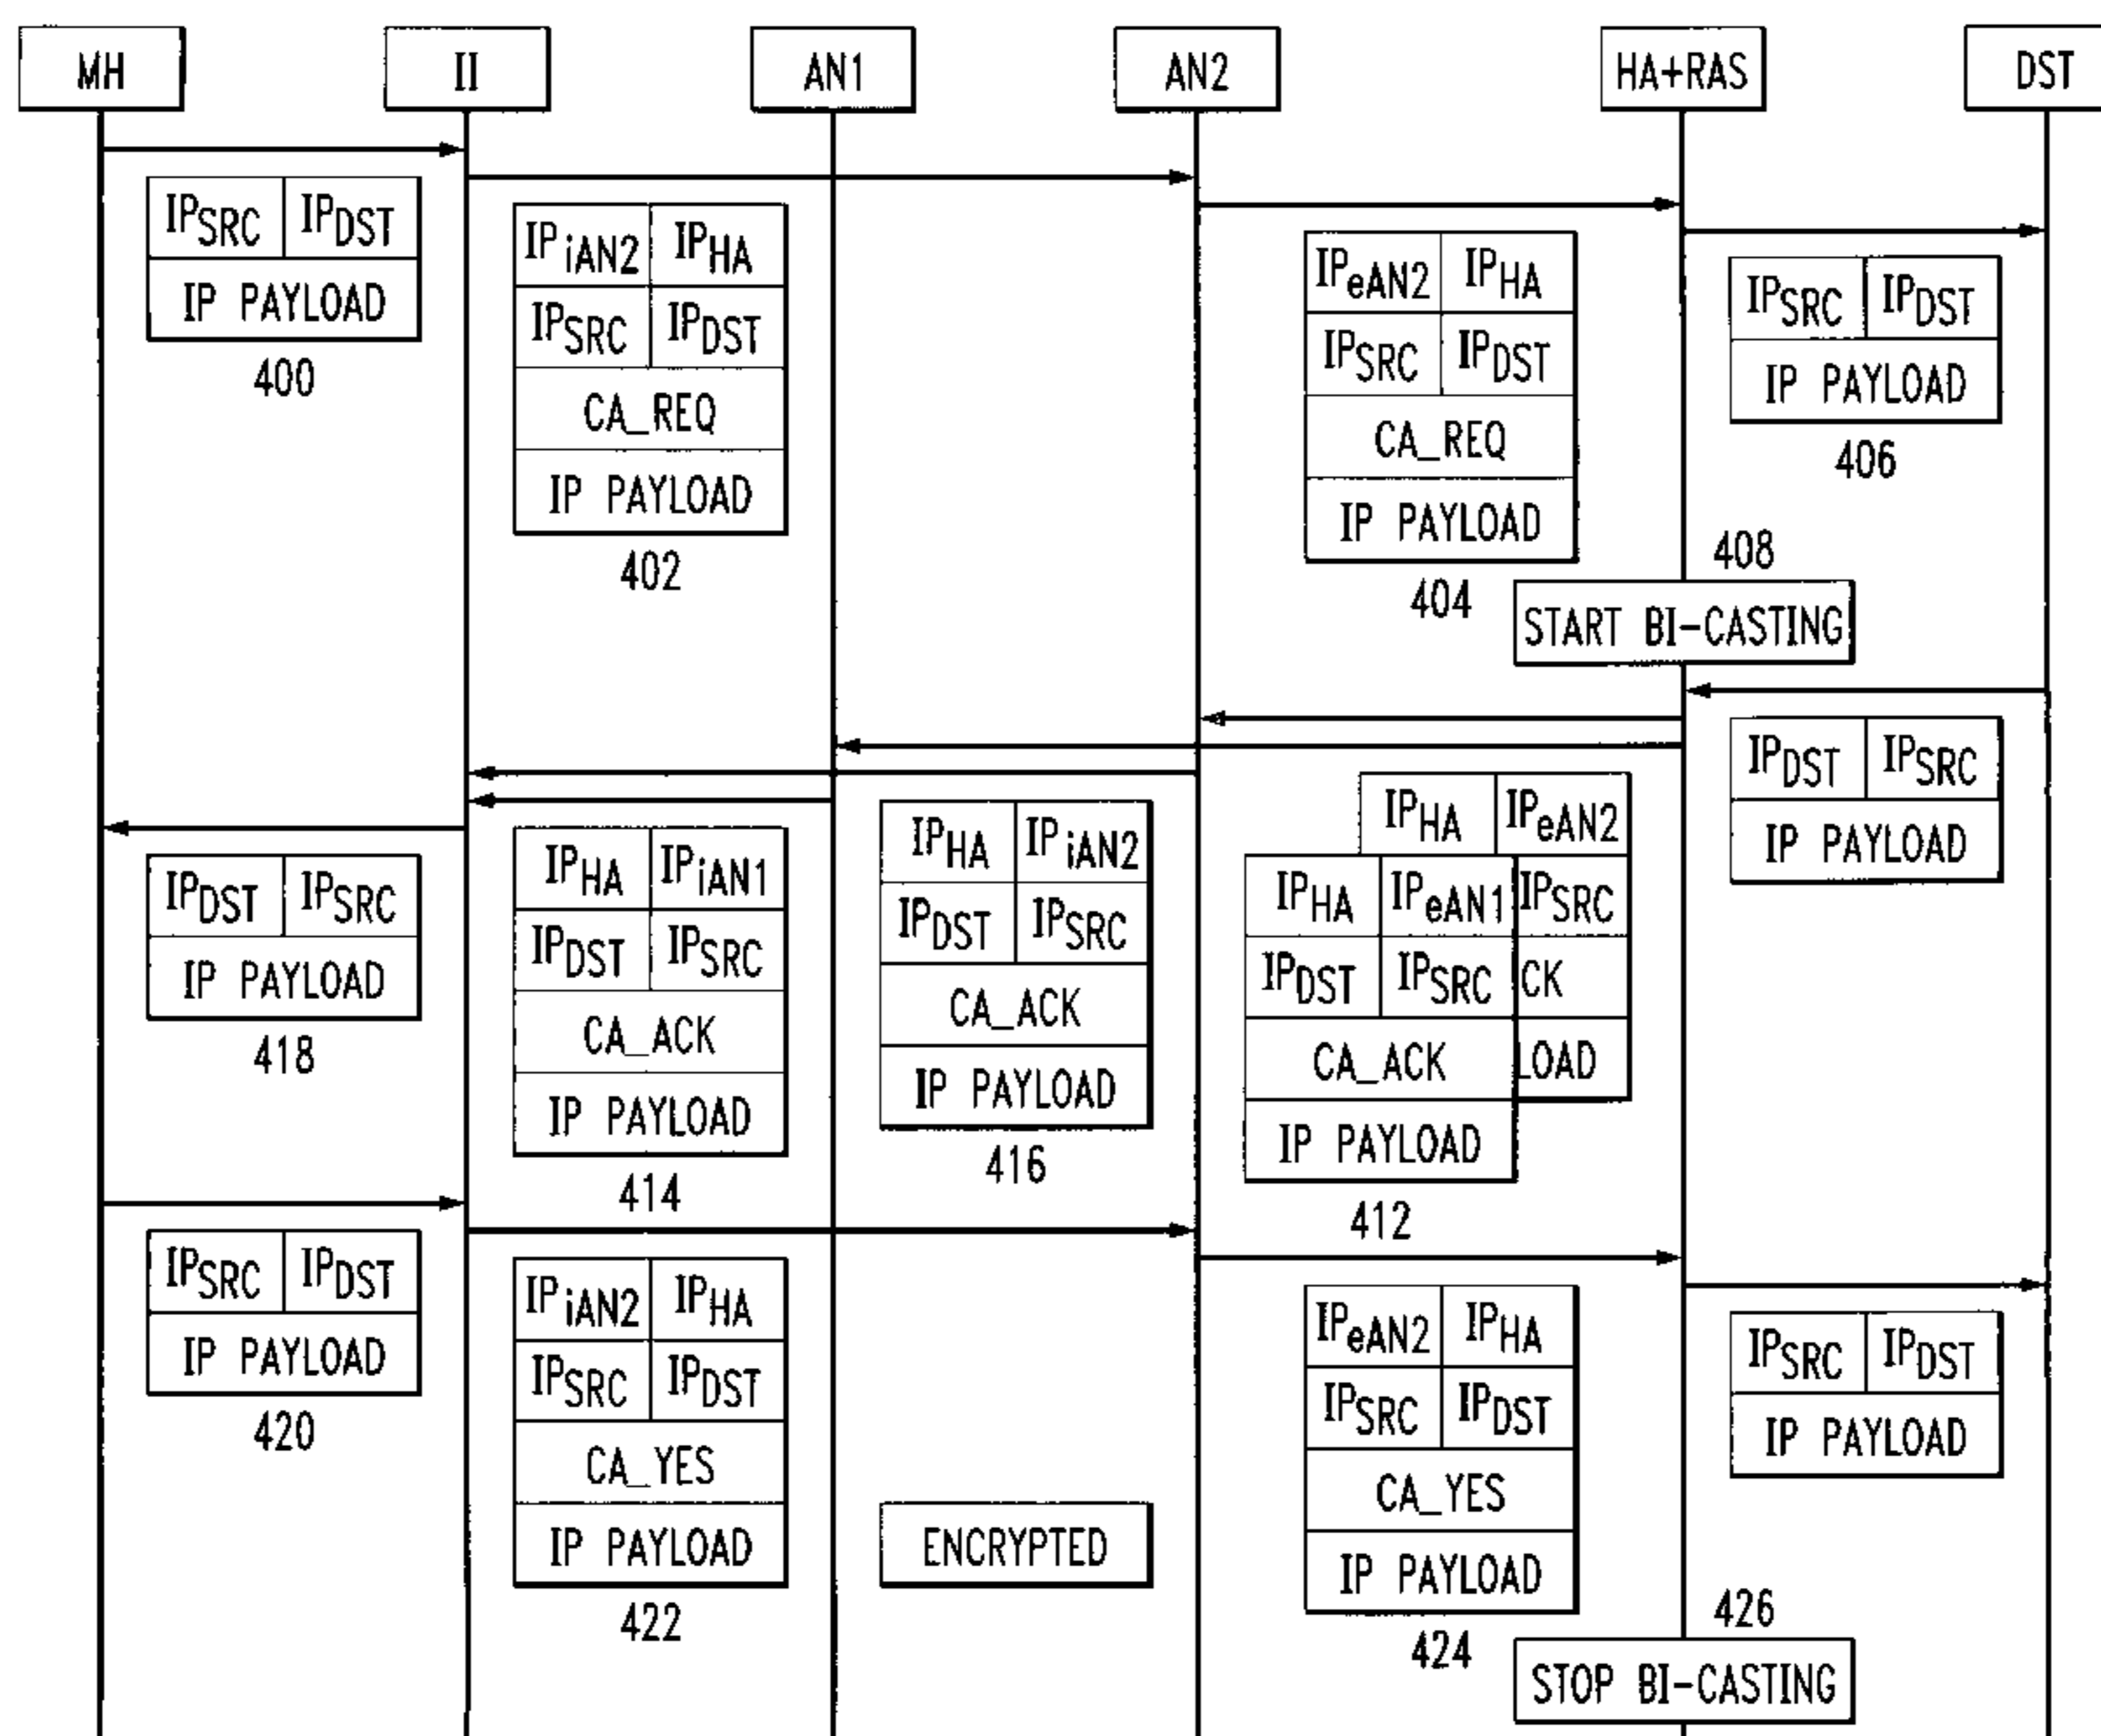 MH
II
AN1
AN2
HA+RAS
DST
IPSRC IPDST
IP PAYLOAD
400
IPiAN2 IPHA
IPSRC IPDST
CA_REQ
IP PAYLOAD
402
IPeAN2 IPHA
IPSRC IPDST
CA_REQ
IP PAYLOAD
404
IPSRC IPDST
IP PAYLOAD
406
408
START BI-CASTING
IPDST IPSRC
IP PAYLOAD
IPHA IPeAN2
IPSRC
CK
LOAD
IPHA IPeAN1
IPDST IPSRC
CA_ACK
IP PAYLOAD
412
IPHA IPiAN2
IPDST IPSRC
CA_ACK
IP PAYLOAD
416
IPHA IPiAN1
IPDST IPSRC
CA_ACK
IP PAYLOAD
414
IPDST IPSRC
IP PAYLOAD
418
IPSRC IPDST
IP PAYLOAD
420
IPiAN2 IPHA
IPSRC IPDST
CA_YES
IP PAYLOAD
422
ENCRYPTED
IPeAN2 IPHA
IPSRC IPDST
CA_YES
IP PAYLOAD
424
IPSRC IPDST
IP PAYLOAD
426
STOP BI-CASTING